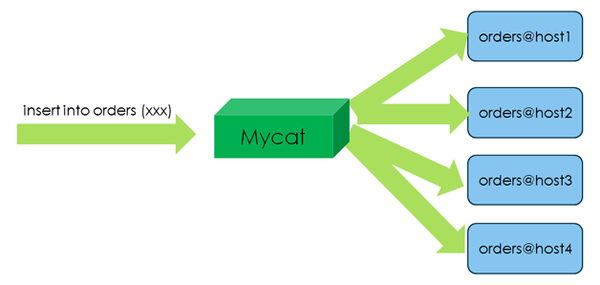 orders@host1
insert into orders (xxx)
orders@host2
Mycat
orders@host3
orders@host4